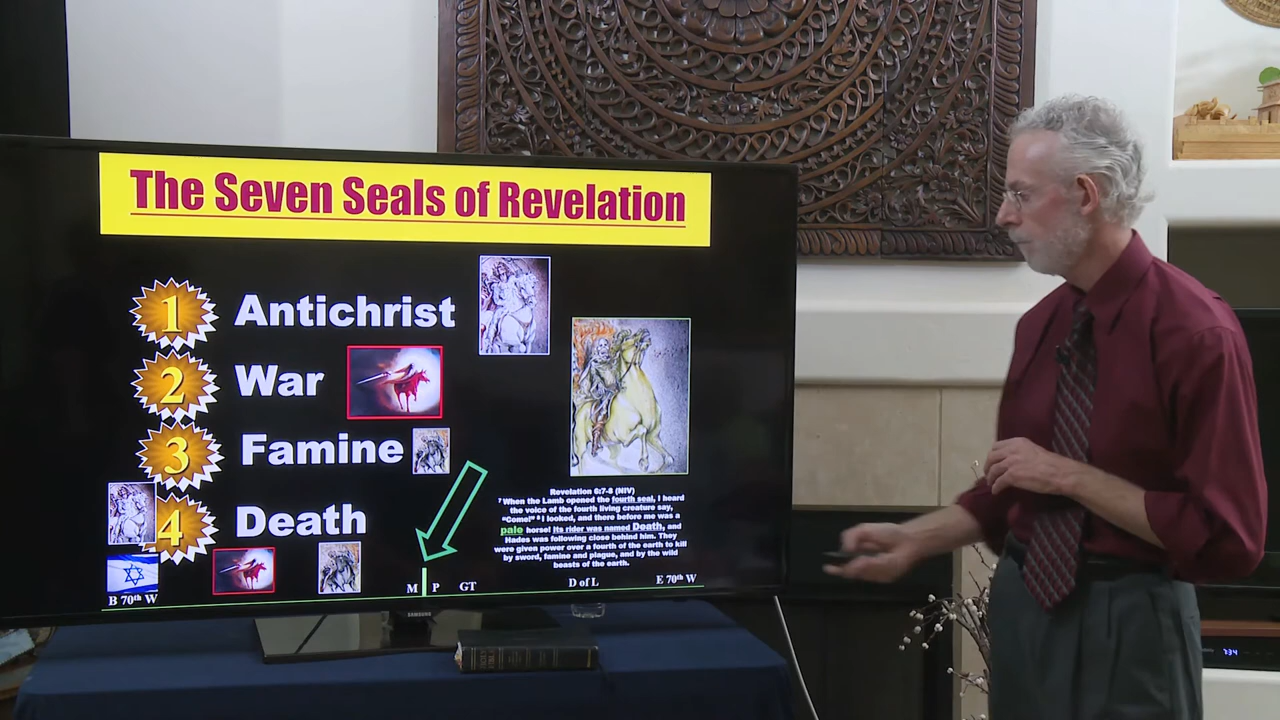 The Seven Seals of Revelation
1 Antichrist
2 War
3 Famine
4 Death
Revelation 6:7-8 (NIV)
7 When the Lamb opened the fourth seal, I heard
the voice of the fourth living creature say,
"Come!" 8 I looked, and there before me was a
pale horse! Its rider was named Death, and
Hades was following close behind him. They
were given power over a fourth of the earth to kill
by sword, famine and plague, and by the wild
beasts of the earth.
B 70th W
M P GT
D of L
E 70th W
SAMSUNG
HOLY BIBLE
734